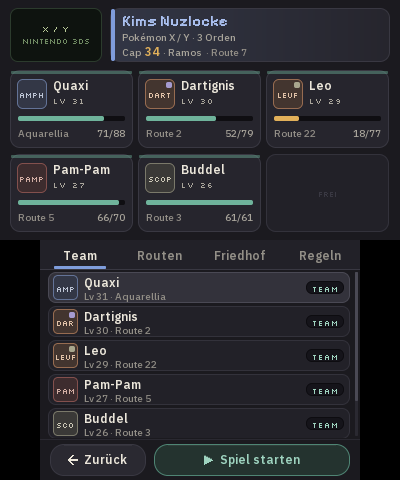 X / Y
NINTENDO 3DS
Kims Nuzlocke
Pokémon X / Y · 3 Orden
Cap 34 · Ramos · Route 7
AMPH
Quaxi
LV 31
Aquarellia 71/88
DART
Dartignis
LV 30
Route 2 52/79
LEUF
Leo
LV 29
Route 22 18/77
PAMP
Pam-Pam
LV 27
Route 5 66/70
SCOP
Buddel
LV 26
Route 3 61/61
FREI
Team Routen Friedhof Regeln
AMP
Quaxi
Lv 31 · Aquarellia
TEAM
DAR
Dartignis
Lv 30 · Route 2
TEAM
LEUF
Leo
Lv 29 · Route 22
TEAM
PAM
Pam-Pam
Lv 27 · Route 5
TEAM
SCO
Buddel
Lv 26 · Route 3
TEAM
← Zurück
▶ Spiel starten